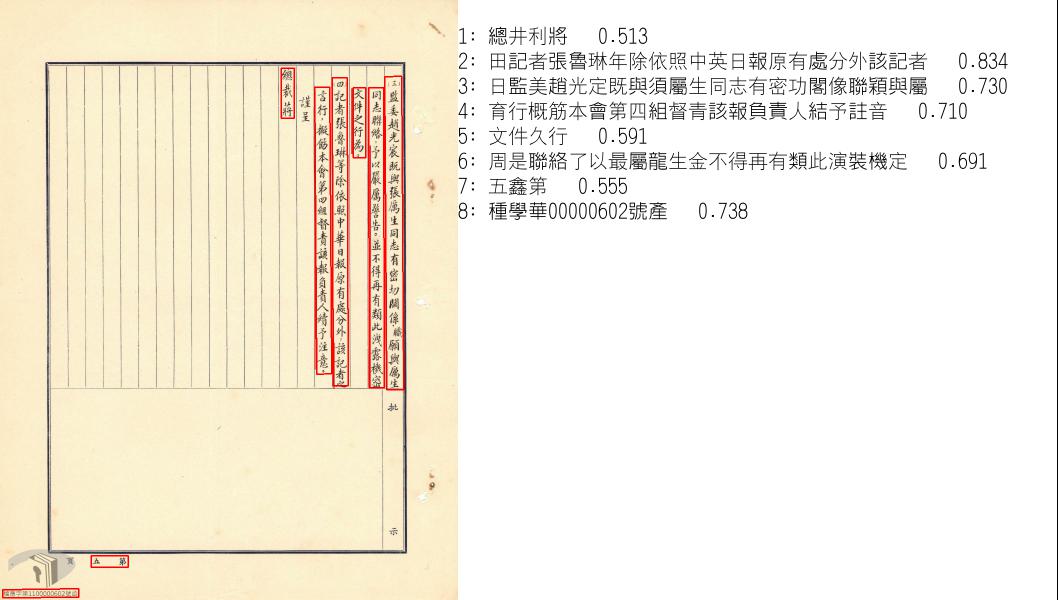 (三)監委趙光宸既與張厲生同志有密切關係，聯願與厲生
同志聯絡，予以嚴厲警告。並不得再有類此洩露機密
文件之行為，
四記者張魯琳等除依照中華日報原有處分外，該記者之
言行，擬飭本會第四組督責該報負責人續予注意。
謹呈
總裁蔣
批
示
第五頁
檔應字第1100000602號
1: 總井利將 0.513
2: 田記者張魯琳年除依照中英日報原有處分外該記者 0.834
3: 日監美趙光定既與須屬生同志有密功閣像聯穎與屬 0.730
4: 育行概筋本會第四組督青該報負責人結予註音 0.710
5: 文件久行 0.591
6: 周是聯絡了以最屬龍生金不得再有類此演裝機定 0.691
7: 五鑫第 0.555
8: 種學華00000602號產 0.738